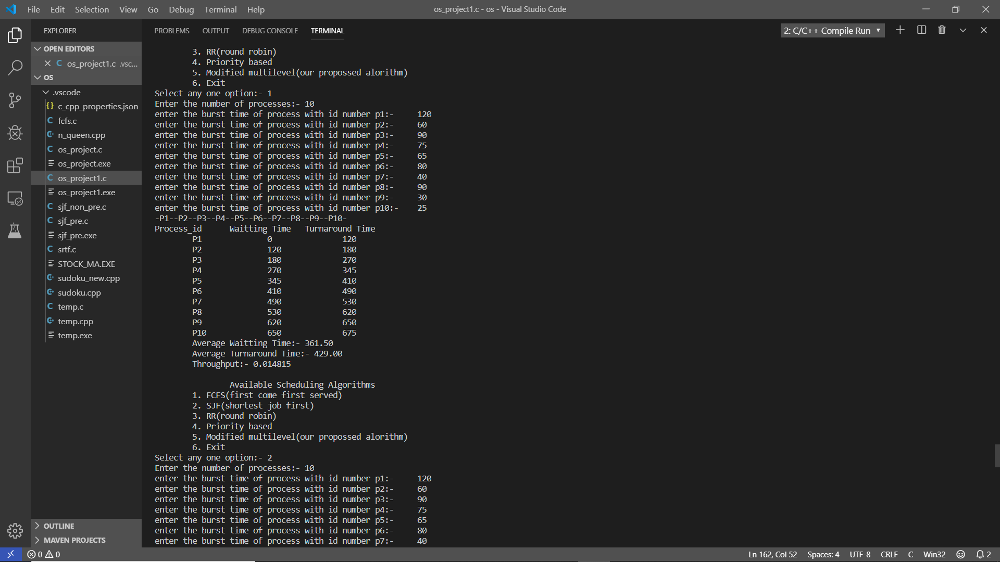 File Edit Selection View Go Debug Terminal Help
os_project1.c - os - Visual Studio Code
EXPLORER
OPEN EDITORS
os_project1.c .vsc...
OS
.vscode
c_cpp_properties.json
fcfs.c
n_queen.cpp
os_project.c
os_project.exe
os_project1.c
os_project1.exe
sjf_non_pre.c
sjf_pre.c
sjf_pre.exe
srtf.c
STOCK_MA.EXE
sudoku_new.cpp
sudoku.cpp
temp.c
temp.cpp
temp.exe
OUTLINE
MAVEN PROJECTS
PROBLEMS OUTPUT DEBUG CONSOLE TERMINAL
2: C/C++ Compile Run
3. RR(round robin)
4. Priority based
5. Modified multilevel(our propossed alorithm)
6. Exit
Select any one option:- 1
Enter the number of processes:- 10
enter the burst time of process with id number p1:- 120
enter the burst time of process with id number p2:- 60
enter the burst time of process with id number p3:- 90
enter the burst time of process with id number p4:- 75
enter the burst time of process with id number p5:- 65
enter the burst time of process with id number p6:- 80
enter the burst time of process with id number p7:- 40
enter the burst time of process with id number p8:- 90
enter the burst time of process with id number p9:- 30
enter the burst time of process with id number p10:- 25
-P1--P2--P3--P4--P5--P6--P7--P8--P9--P10-
Process_id Waitting Time Turnaround Time
P1 0 120
P2 120 180
P3 180 270
P4 270 345
P5 345 410
P6 410 490
P7 490 530
P8 530 620
P9 620 650
P10 650 675
Average Waitting Time:- 361.50
Average Turnaround Time:- 429.00
Throughput:- 0.014815
Available Scheduling Algorithms
1. FCFS(first come first served)
2. SJF(shortest job first)
3. RR(round robin)
4. Priority based
5. Modified multilevel(our propossed alorithm)
6. Exit
Select any one option:- 2
Enter the number of processes:- 10
enter the burst time of process with id number p1:- 120
enter the burst time of process with id number p2:- 60
enter the burst time of process with id number p3:- 90
enter the burst time of process with id number p4:- 75
enter the burst time of process with id number p5:- 65
enter the burst time of process with id number p6:- 80
enter the burst time of process with id number p7:- 40
0 0
Ln 162, Col 52 Spaces: 4 UTF-8 CRLF C Win32 2